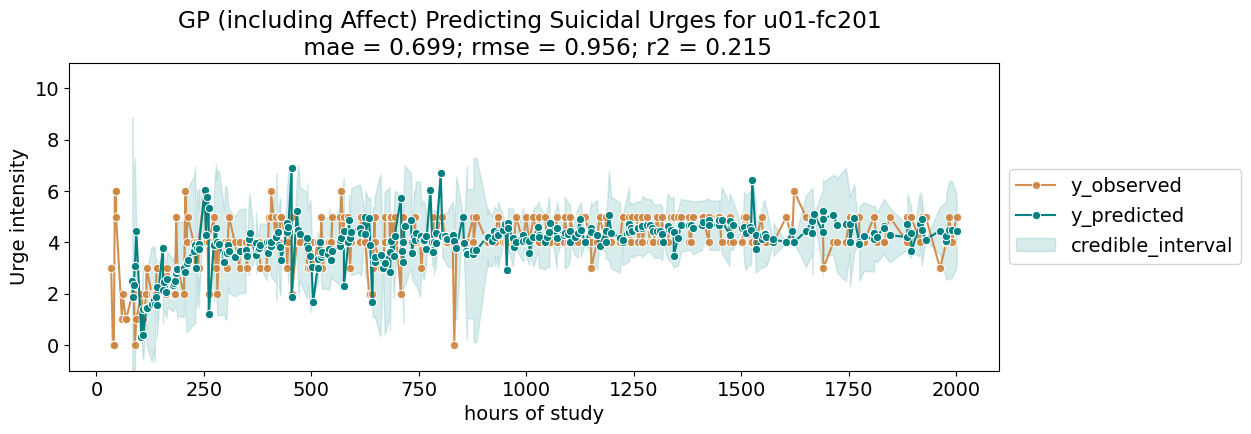 GP (including Affect) Predicting Suicidal Urges for u01-fc201
mae = 0.699; rmse = 0.956; r2 = 0.215
Urge intensity
10
8
6
4
2
0
0 250 500 750 1000 1250 1500 1750 2000
hours of study
y_observed
y_predicted
credible_interval